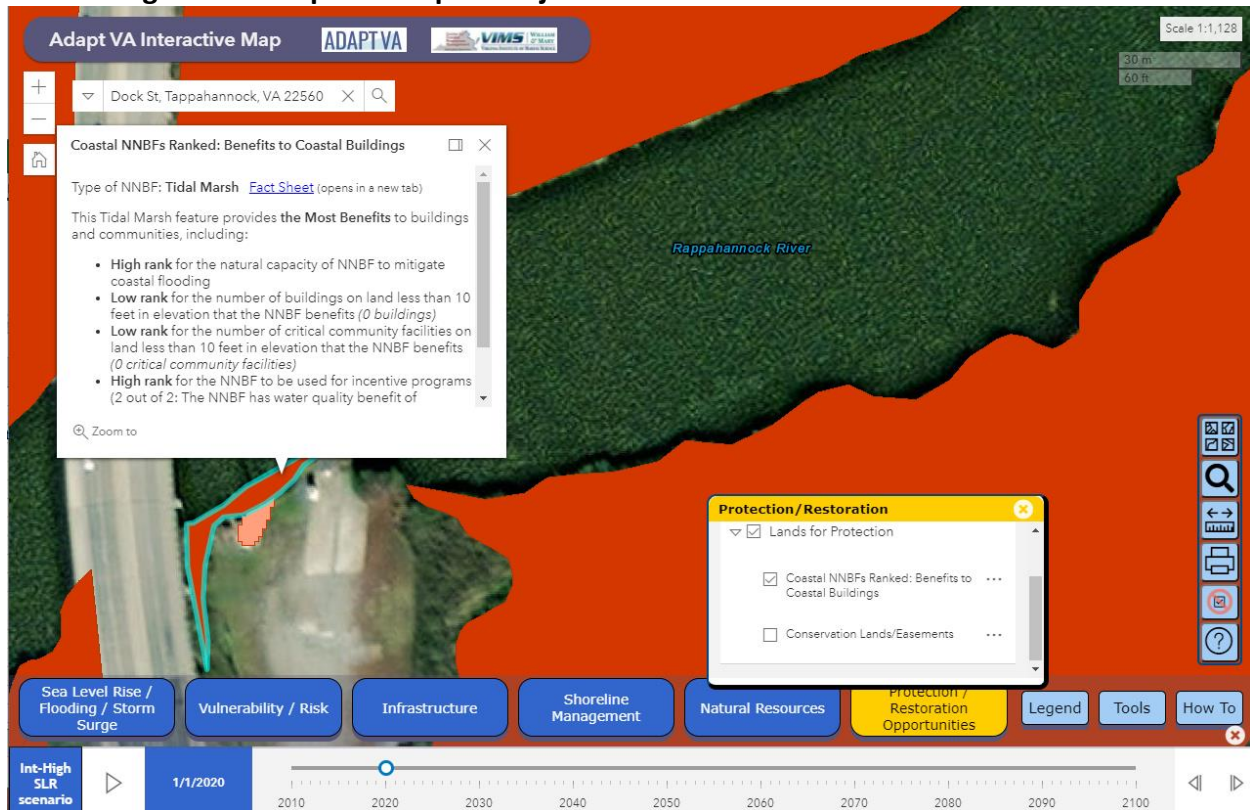 Adapt VA Interactive Map
ADAPTVA
VIMS
WILLIAM & MARY
VIRGINIA INSTITUTE OF MARINE SCIENCE
Scale 1:1,128
30 m
60 ft
+
Dock St, Tappahannock, VA 22560
−
Coastal NNBFs Ranked: Benefits to Coastal Buildings
Type of NNBF: Tidal Marsh Fact Sheet (opens in a new tab)
This Tidal Marsh feature provides the Most Benefits to buildings
and communities, including:
• High rank for the natural capacity of NNBF to mitigate
coastal flooding
• Low rank for the number of buildings on land less than 10
feet in elevation that the NNBF benefits (0 buildings)
• Low rank for the number of critical community facilities on
land less than 10 feet in elevation that the NNBF benefits
(0 critical community facilities)
• High rank for the NNBF to be used for incentive programs
(2 out of 2: The NNBF has water quality benefit of
Zoom to
Rappahannock River
Protection/Restoration
Lands for Protection
Coastal NNBFs Ranked: Benefits to
Coastal Buildings
Conservation Lands/Easements
Sea Level Rise /
Flooding / Storm
Surge
Vulnerability / Risk
Infrastructure
Shoreline
Management
Natural Resources
Protection /
Restoration
Opportunities
Legend
Tools
How To
Int-High
SLR
scenario
1/1/2020
2010 2020 2030 2040 2050 2060 2070 2080 2090 2100